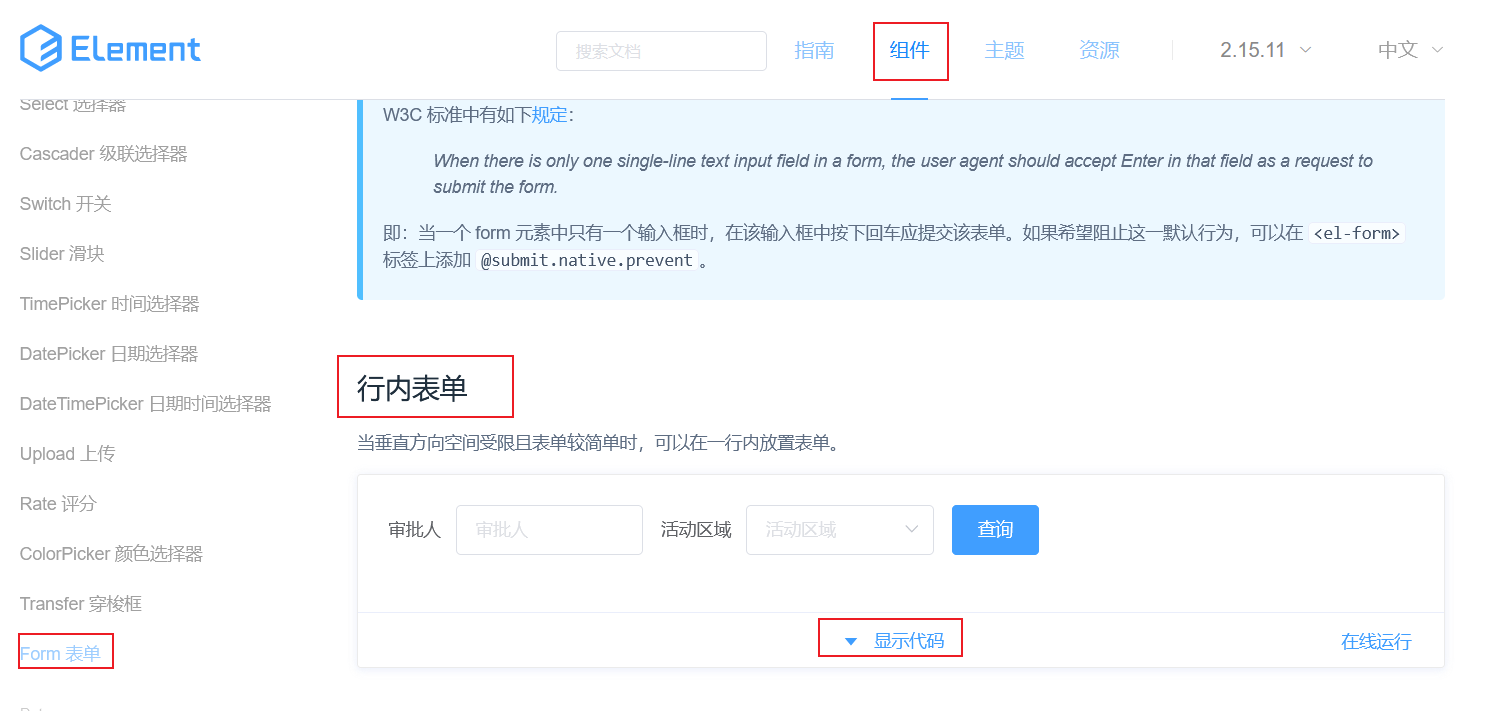 Element
搜索文档
指南
组件
主题
资源
2.15.11
中文
Select 选择器
Cascader 级联选择器
Switch 开关
Slider 滑块
TimePicker 时间选择器
DatePicker 日期选择器
DateTimePicker 日期时间选择器
Upload 上传
Rate 评分
ColorPicker 颜色选择器
Transfer 穿梭框
Form 表单
W3C 标准中有如下规定：
When there is only one single-line text input field in a form, the user agent should accept Enter in that field as a request to
submit the form.
即：当一个 form 元素中只有一个输入框时，在该输入框中按下回车应提交该表单。如果希望阻止这一默认行为，可以在 <el-form>
标签上添加 @submit.native.prevent 。
行内表单
当垂直方向空间受限且表单较简单时，可以在一行内放置表单。
审批人
审批人
活动区域
活动区域
查询
显示代码
在线运行